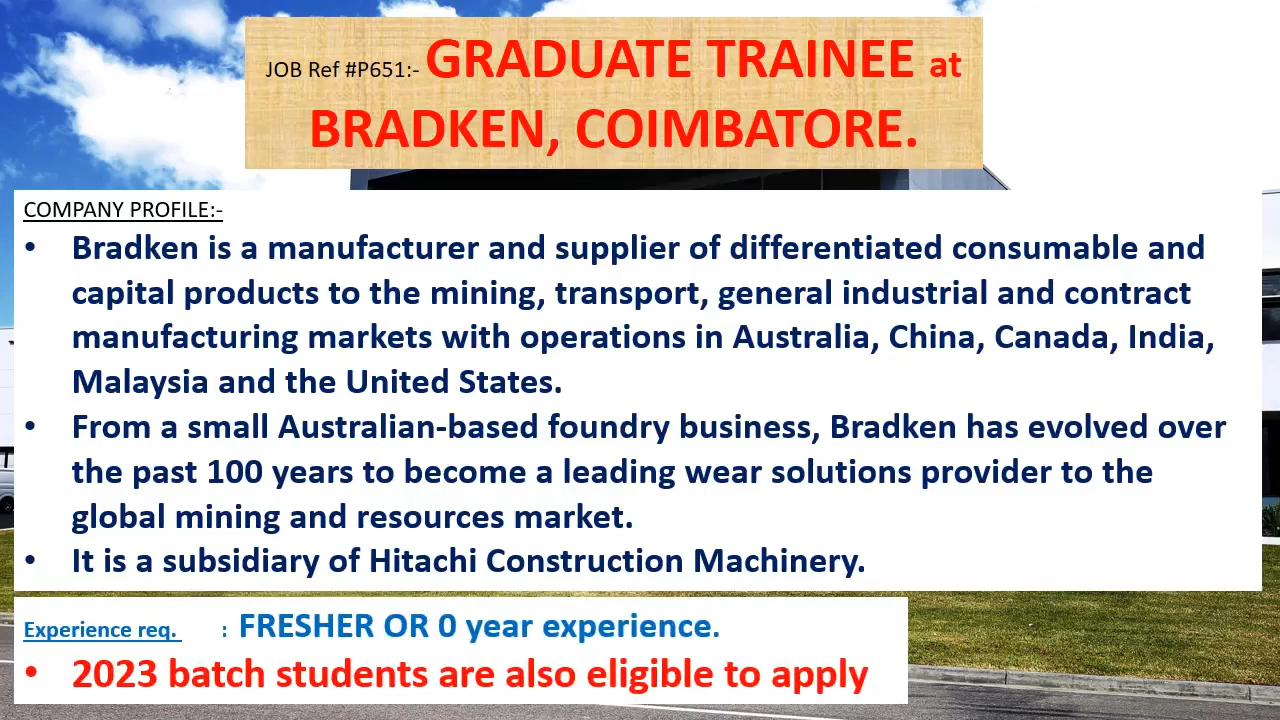 JOB Ref #P651:- GRADUATE TRAINEE at
BRADKEN, COIMBATORE.
COMPANY PROFILE:-
• Bradken is a manufacturer and supplier of differentiated consumable and
capital products to the mining, transport, general industrial and contract
manufacturing markets with operations in Australia, China, Canada, India,
Malaysia and the United States.
• From a small Australian-based foundry business, Bradken has evolved over
the past 100 years to become a leading wear solutions provider to the
global mining and resources market.
• It is a subsidiary of Hitachi Construction Machinery.
Experience req. : FRESHER OR 0 year experience.
• 2023 batch students are also eligible to apply